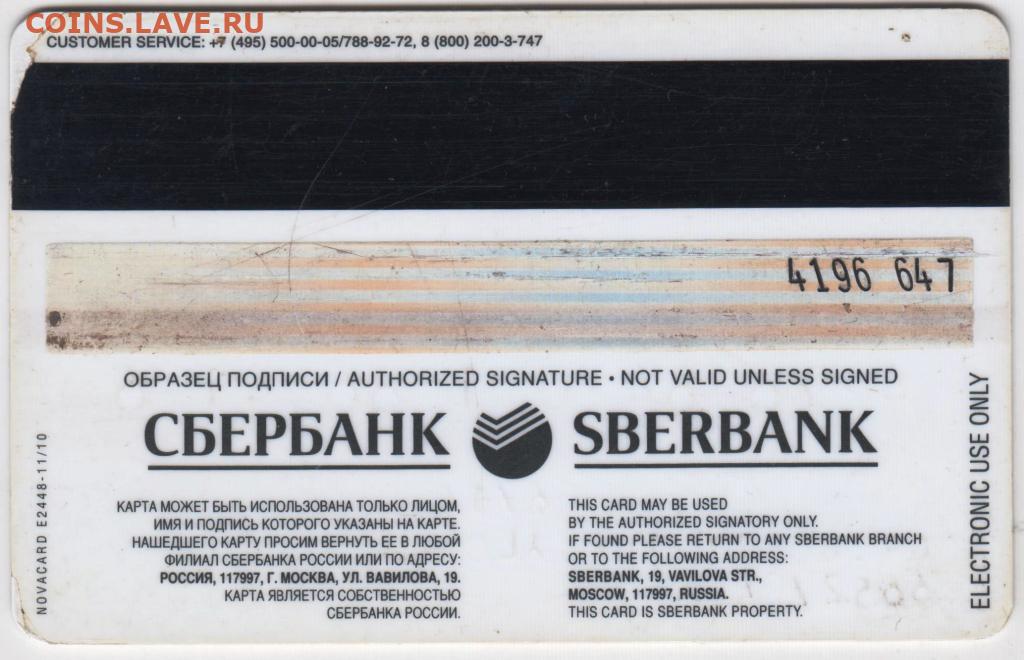 COINS.LAVE.RU
CUSTOMER SERVICE: +7 (495) 500-00-05/788-92-72, 8 (800) 200-3-747
4196 647
ОБРАЗЕЦ ПОДПИСИ / AUTHORIZED SIGNATURE • NOT VALID UNLESS SIGNED
СБЕРБАНК SBERBANK
КАРТА МОЖЕТ БЫТЬ ИСПОЛЬЗОВАНА ТОЛЬКО ЛИЦОМ,
ИМЯ И ПОДПИСЬ КОТОРОГО УКАЗАНЫ НА КАРТЕ.
НАШЕДШЕГО КАРТУ ПРОСИМ ВЕРНУТЬ ЕЕ В ЛЮБОЙ
ФИЛИАЛ СБЕРБАНКА РОССИИ ИЛИ ПО АДРЕСУ:
РОССИЯ, 117997, Г. МОСКВА, УЛ. ВАВИЛОВА, 19.
КАРТА ЯВЛЯЕТСЯ СОБСТВЕННОСТЬЮ
СБЕРБАНКА РОССИИ.
THIS CARD MAY BE USED
BY THE AUTHORIZED SIGNATORY ONLY.
IF FOUND PLEASE RETURN TO ANY SBERBANK BRANCH
OR TO THE FOLLOWING ADDRESS:
SBERBANK, 19, VAVILOVA STR.,
MOSCOW, 117997, RUSSIA.
THIS CARD IS SBERBANK PROPERTY.
NOVACARD E2448-11/10
ELECTRONIC USE ONLY